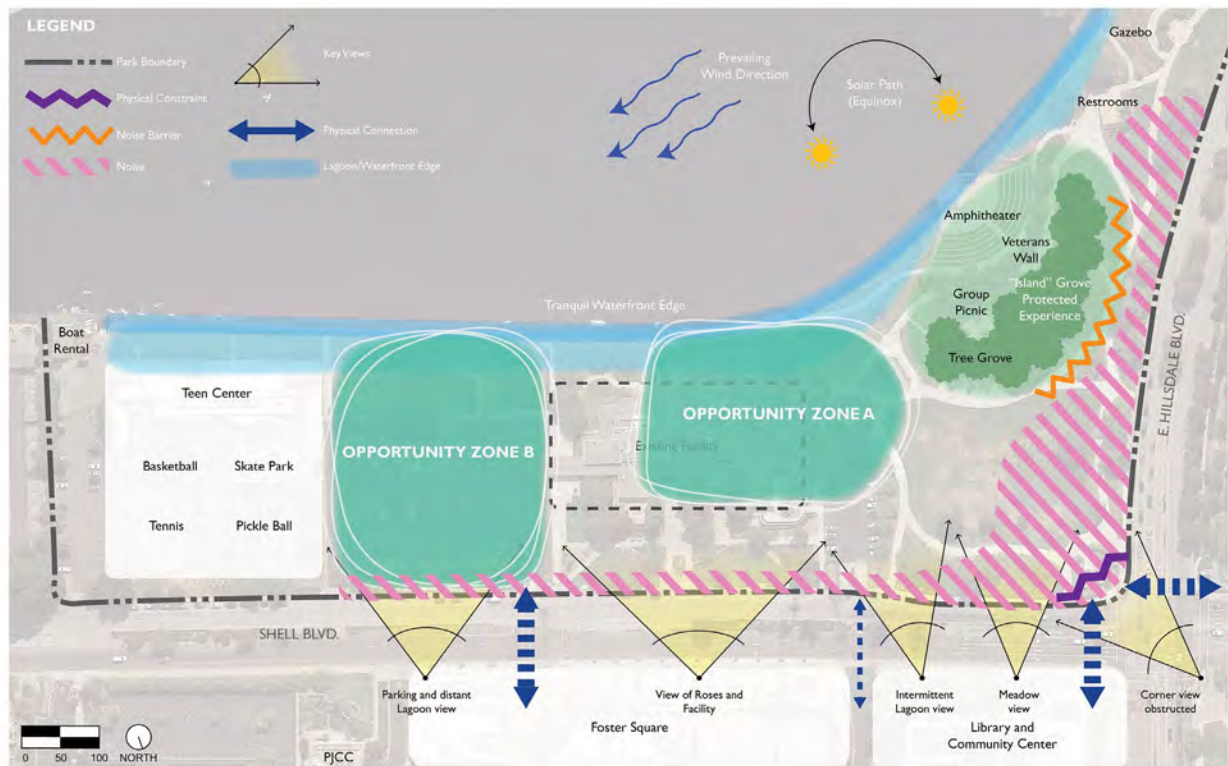 LEGEND
Park Boundary
Physical Constraint
Noise Barrier
Noise
Key Views
Physical Connection
Lagoon/Waterfront Edge
Prevailing
Wind Direction
Solar Path
(Equinox)
Gazebo
Restrooms
Amphitheater
Veterans
Wall
"Island" Grove
Protected
Experience
Group
Picnic
Tree Grove
E. HILLSDALE BLVD.
Tranquil Waterfront Edge
Boat
Rental
Teen Center
Basketball
Skate Park
Tennis
Pickle Ball
OPPORTUNITY ZONE B
OPPORTUNITY ZONE A
Existing Facility
SHELL BLVD.
Parking and distant
Lagoon view
View of Roses and
Facility
Intermittent
Lagoon view
Meadow
view
Corner view
obstructed
Foster Square
Library and
Community Center
PJCC
0 50 100 NORTH